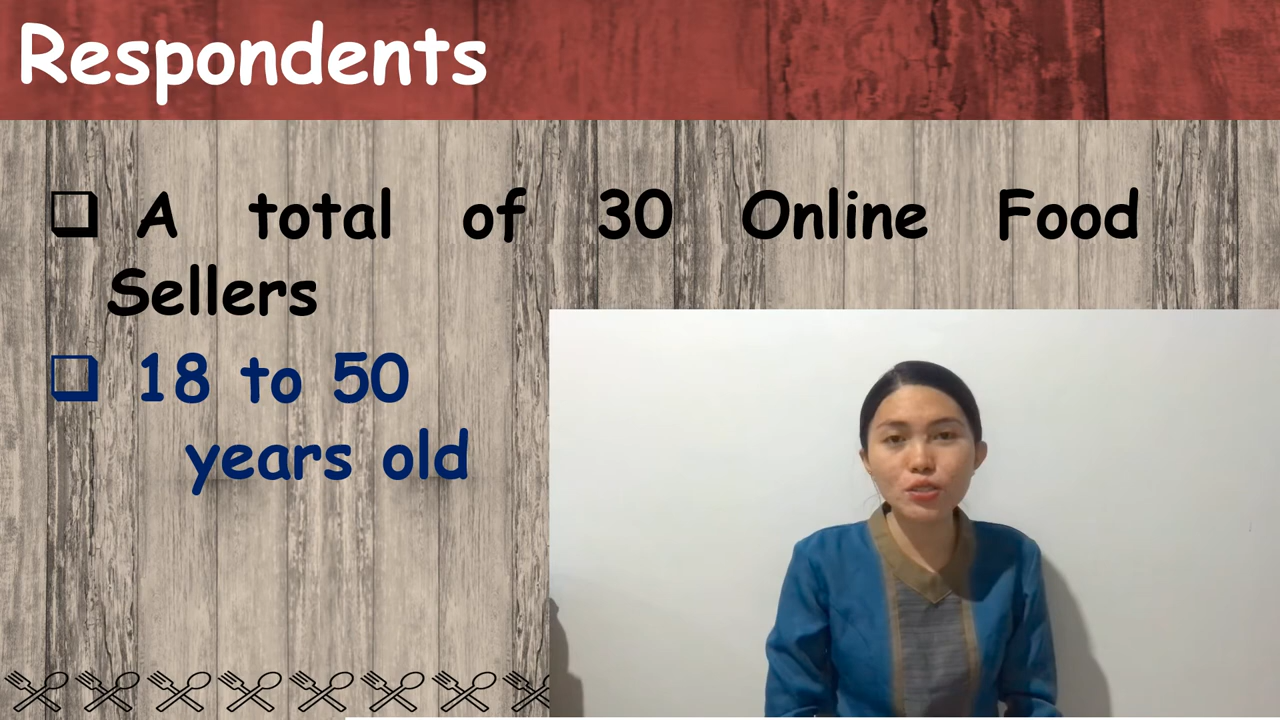 Respondents
❑ A total of 30 Online Food
Sellers
❑ 18 to 50
years old